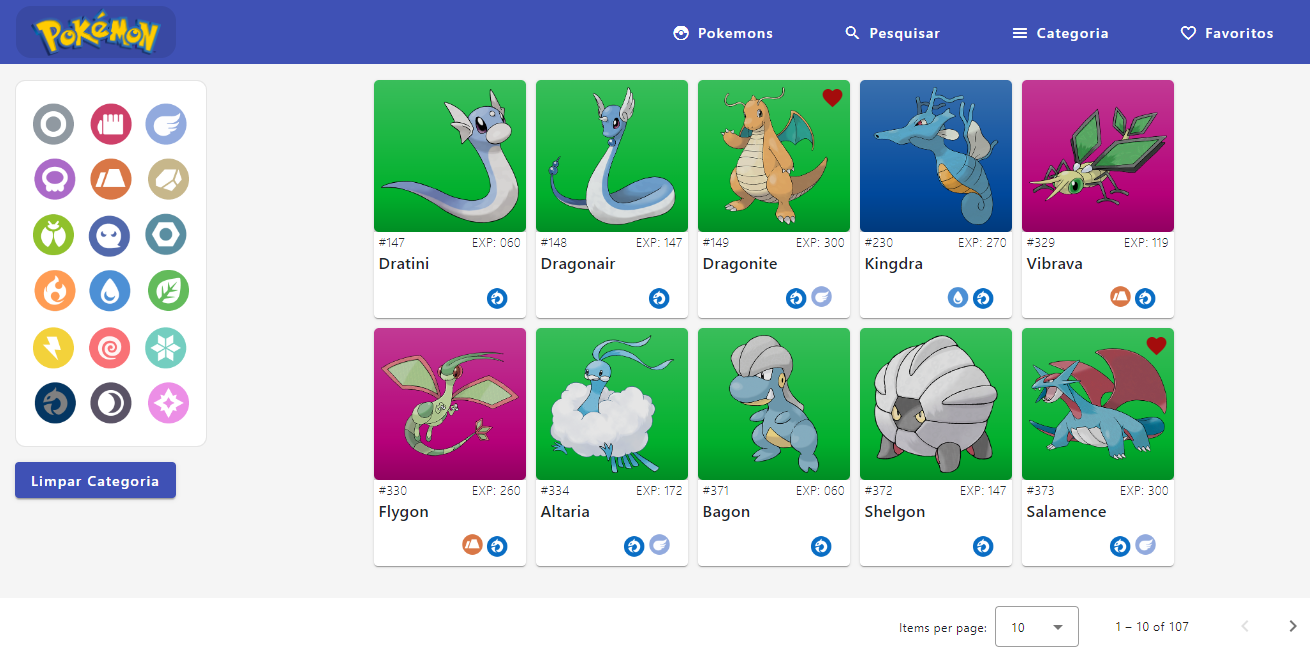 POKéMON
Pokemons
Pesquisar
Categoria
Favoritos
#147 EXP: 060
Dratini
#148 EXP: 147
Dragonair
#149 EXP: 300
Dragonite
#230 EXP: 270
Kingdra
#329 EXP: 119
Vibrava
#330 EXP: 260
Flygon
#334 EXP: 172
Altaria
#371 EXP: 060
Bagon
#372 EXP: 147
Shelgon
#373 EXP: 300
Salamence
Limpar Categoria
Items per page: 10 1 – 10 of 107